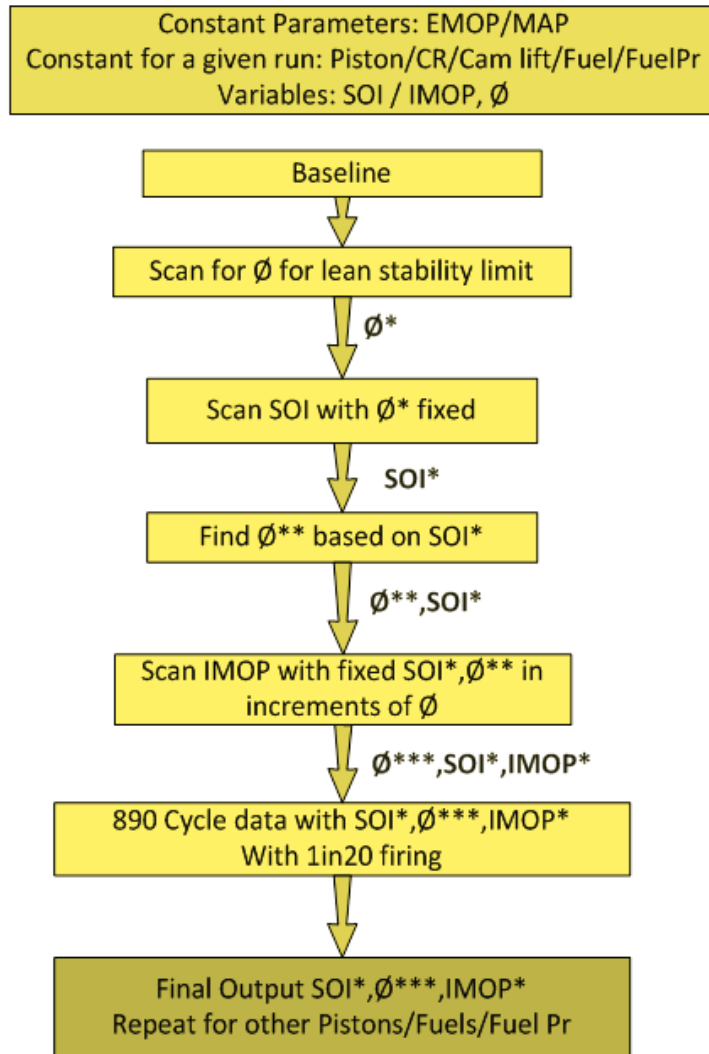 Constant Parameters: EMOP/MAP
Constant for a given run: Piston/CR/Cam lift/Fuel/FuelPr
Variables: SOI / IMOP, Ø
Baseline
Scan for Ø for lean stability limit
Ø*
Scan SOI with Ø* fixed
SOI*
Find Ø** based on SOI*
Ø**,SOI*
Scan IMOP with fixed SOI*,Ø** in
increments of Ø
Ø***,SOI*,IMOP*
890 Cycle data with SOI*,Ø***,IMOP*
With 1in20 firing
Final Output SOI*,Ø***,IMOP*
Repeat for other Pistons/Fuels/Fuel Pr